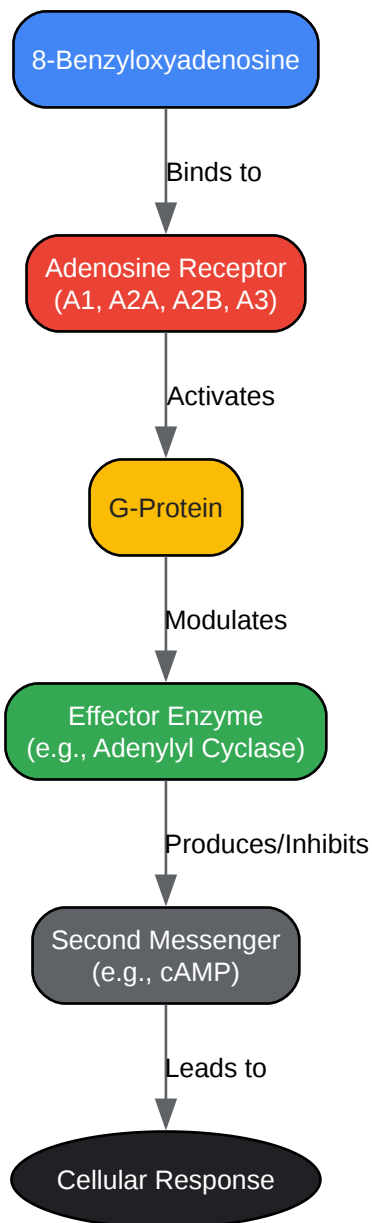 8-Benzyloxyadenosine
Binds to
Adenosine Receptor
(A1, A2A, A2B, A3)
Activates
G-Protein
Modulates
Effector Enzyme
(e.g., Adenylyl Cyclase)
Produces/Inhibits
Second Messenger
(e.g., cAMP)
Leads to
Cellular Response